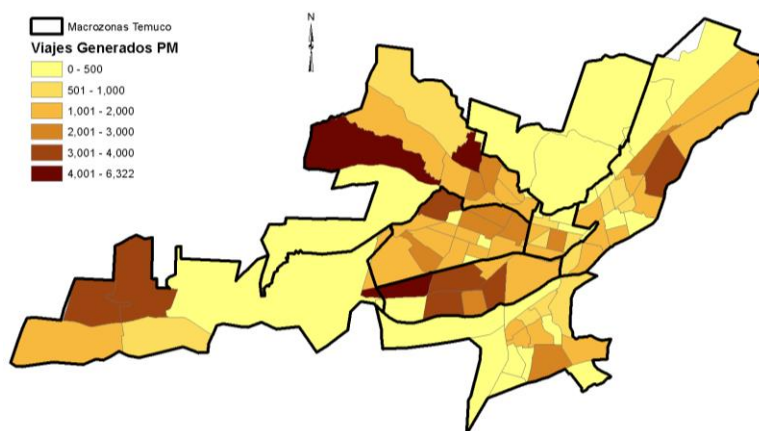 Macrozonas Temuco
Viajes Generados PM
0 - 500
501 - 1,000
1,001 - 2,000
2,001 - 3,000
3,001 - 4,000
4,001 - 6,322
N